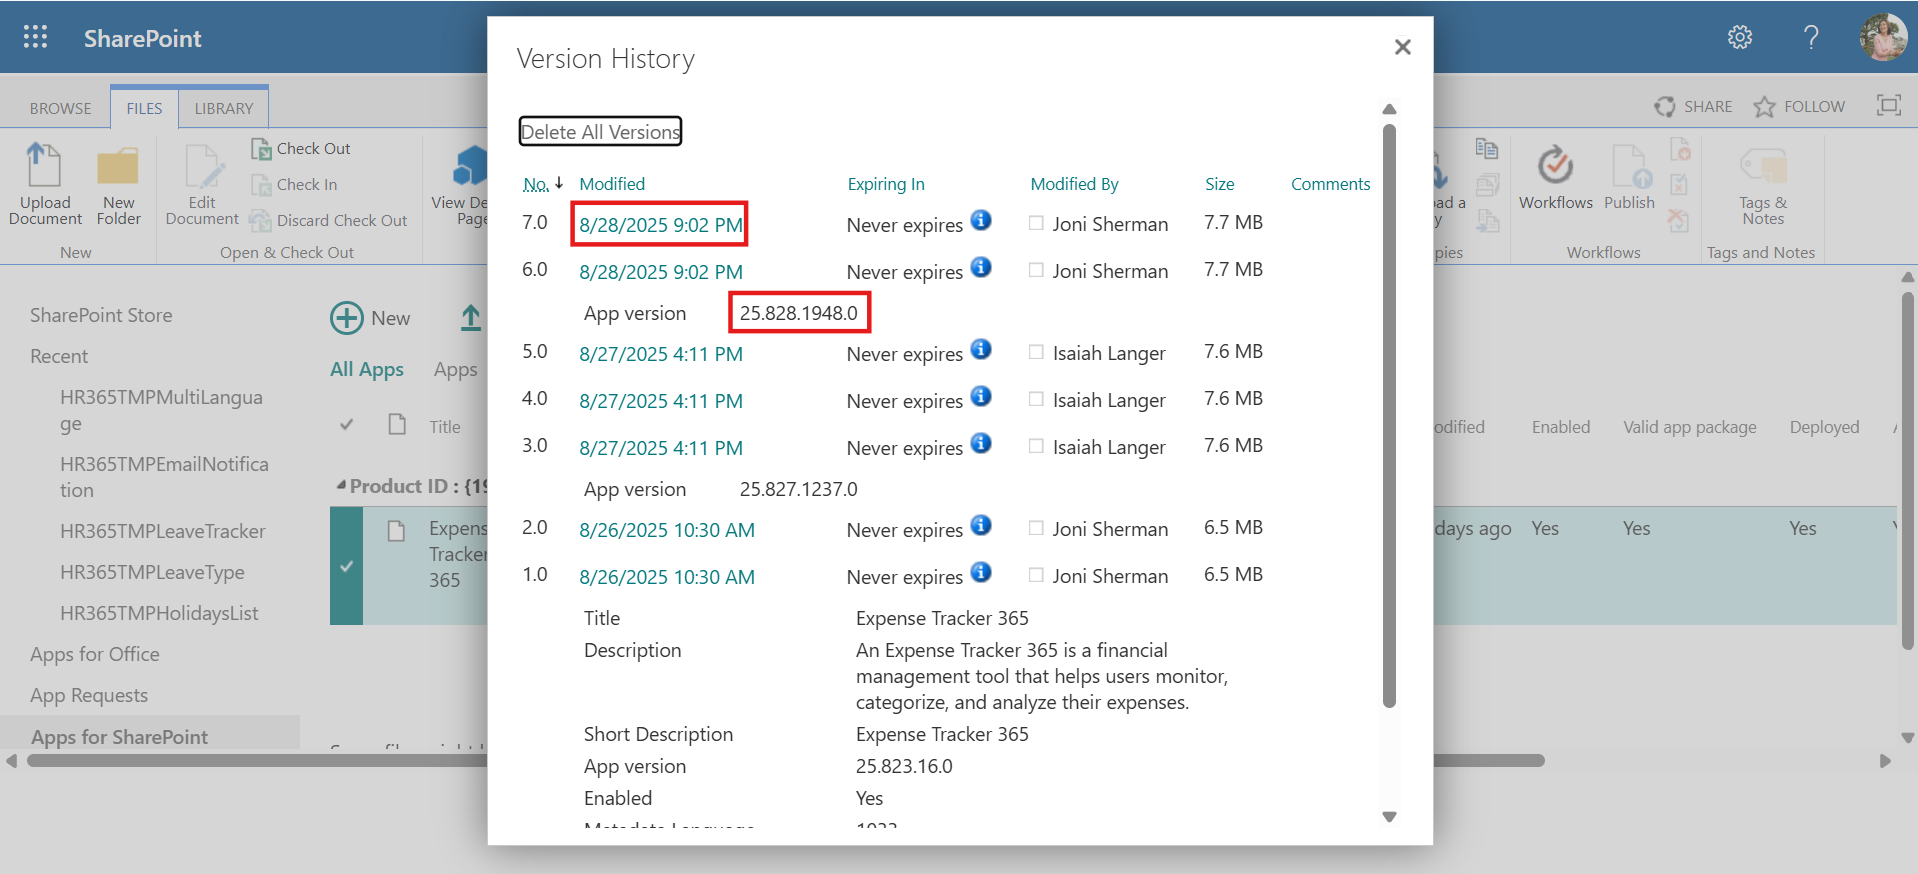 SharePoint
BROWSE
FILES
LIBRARY
SHARE
FOLLOW
Upload
Document
New
Folder
New
Edit
Document
Check Out
Check In
Discard Check Out
Open & Check Out
View De
Page
Workflows
Publish
Workflows
Tags &
Notes
Tags and Notes
SharePoint Store
Recent
HR365TMPMultiLangua
ge
HR365TMPEmailNotifica
tion
HR365TMPLeaveTracker
HR365TMPLeaveType
HR365TMPHolidaysList
Apps for Office
App Requests
Apps for SharePoint
New
All Apps
Apps
Title
Product ID : {19
Expens
Tracker
365
Version History
Delete All Versions
No. Modified Expiring In Modified By Size Comments
7.0 8/28/2025 9:02 PM Never expires Joni Sherman 7.7 MB
6.0 8/28/2025 9:02 PM Never expires Joni Sherman 7.7 MB
App version 25.828.1948.0
5.0 8/27/2025 4:11 PM Never expires Isaiah Langer 7.6 MB
4.0 8/27/2025 4:11 PM Never expires Isaiah Langer 7.6 MB
3.0 8/27/2025 4:11 PM Never expires Isaiah Langer 7.6 MB
App version 25.827.1237.0
2.0 8/26/2025 10:30 AM Never expires Joni Sherman 6.5 MB
1.0 8/26/2025 10:30 AM Never expires Joni Sherman 6.5 MB
Title Expense Tracker 365
Description An Expense Tracker 365 is a financial
management tool that helps users monitor,
categorize, and analyze their expenses.
Short Description Expense Tracker 365
App version 25.823.16.0
Enabled Yes
odified Enabled Valid app package Deployed
days ago Yes Yes Yes